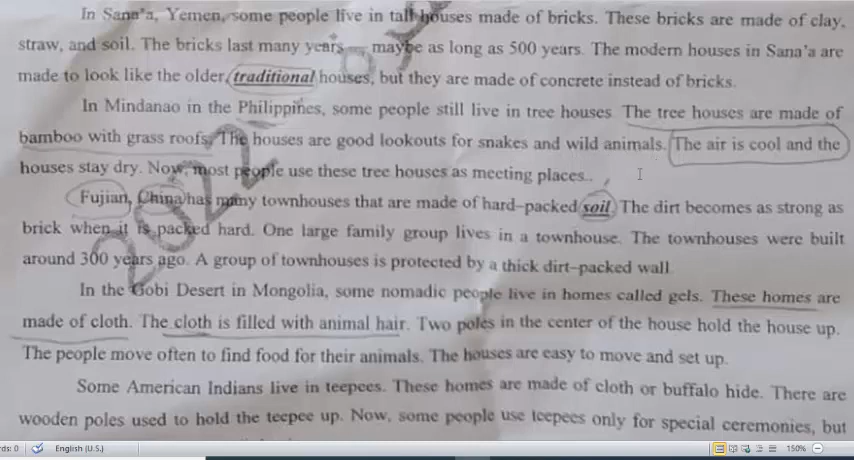 In Sana'a, Yemen, some people live in tall houses made of bricks. These bricks are made of clay,
straw, and soil. The bricks last many years — maybe as long as 500 years. The modern houses in Sana'a are
made to look like the older, traditional houses, but they are made of concrete instead of bricks.
In Mindanao in the Philippines, some people still live in tree houses. The tree houses are made of
bamboo with grass roofs. The houses are good lookouts for snakes and wild animals. The air is cool and the
houses stay dry. Now, most people use these tree houses as meeting places..
Fujian, China has many townhouses that are made of hard-packed soil. The dirt becomes as strong as
brick when it is packed hard. One large family group lives in a townhouse. The townhouses were built
around 300 years ago. A group of townhouses is protected by a thick dirt-packed wall.
In the Gobi Desert in Mongolia, some nomadic people live in homes called gels. These homes are
made of cloth. The cloth is filled with animal hair. Two poles in the center of the house hold the house up.
The people move often to find food for their animals. The houses are easy to move and set up.
Some American Indians live in teepees. These homes are made of cloth or buffalo hide. There are
wooden poles used to hold the teepee up. Now, some people use teepees only for special ceremonies, but
2022
rds: 0 English (U.S.) 150%